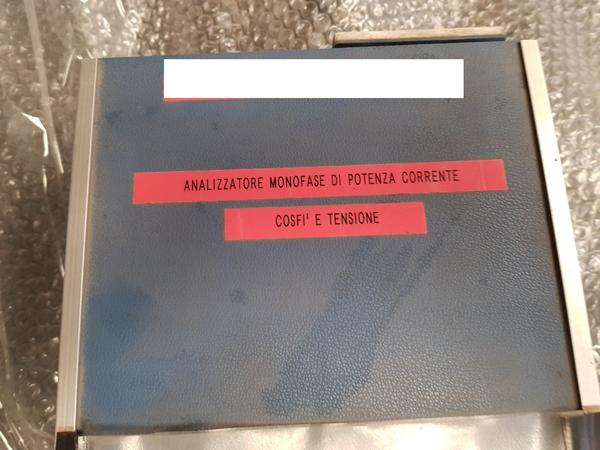 ANALIZZATORE MONOFASE DI POTENZA CORRENTE
COSFI' E TENSIONE